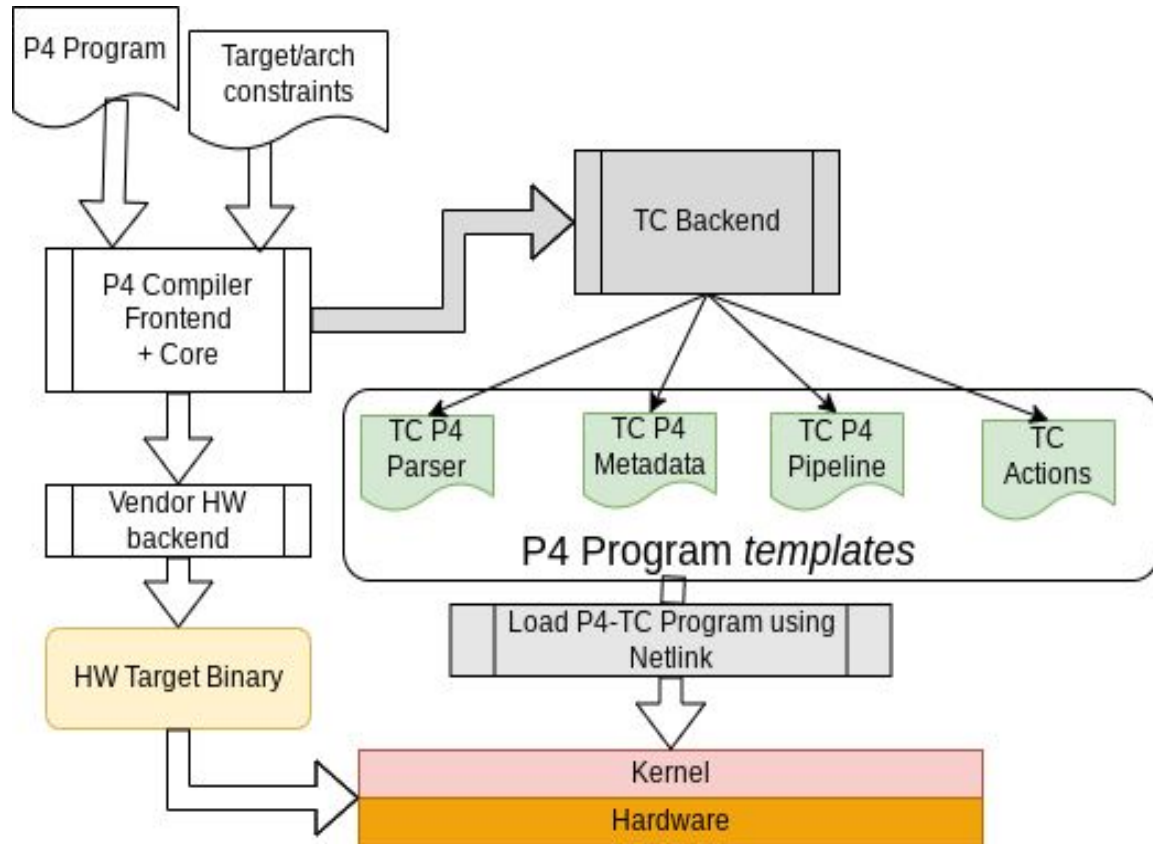 P4 Program
Target/arch
constraints
P4 Compiler
Frontend
+ Core
TC Backend
TC P4
Parser
TC P4
Metadata
TC P4
Pipeline
TC
Actions
P4 Program templates
Vendor HW
backend
Load P4-TC Program using
Netlink
HW Target Binary
Kernel
Hardware